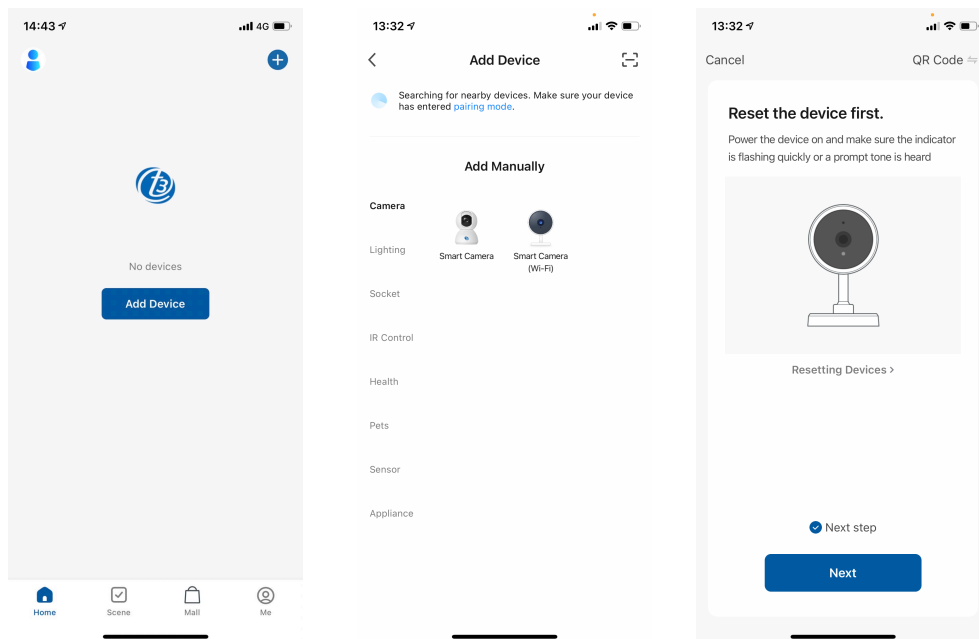 14:43
4G
t3
No devices
Add Device
Home
Scene
Mall
Me
13:32
Add Device
Searching for nearby devices. Make sure your device
has entered pairing mode.
Add Manually
Camera
Smart Camera
Smart Camera
(Wi-Fi)
Lighting
Socket
IR Control
Health
Pets
Sensor
Appliance
13:32
Cancel
QR Code
Reset the device first.
Power the device on and make sure the indicator
is flashing quickly or a prompt tone is heard
Resetting Devices >
Next step
Next